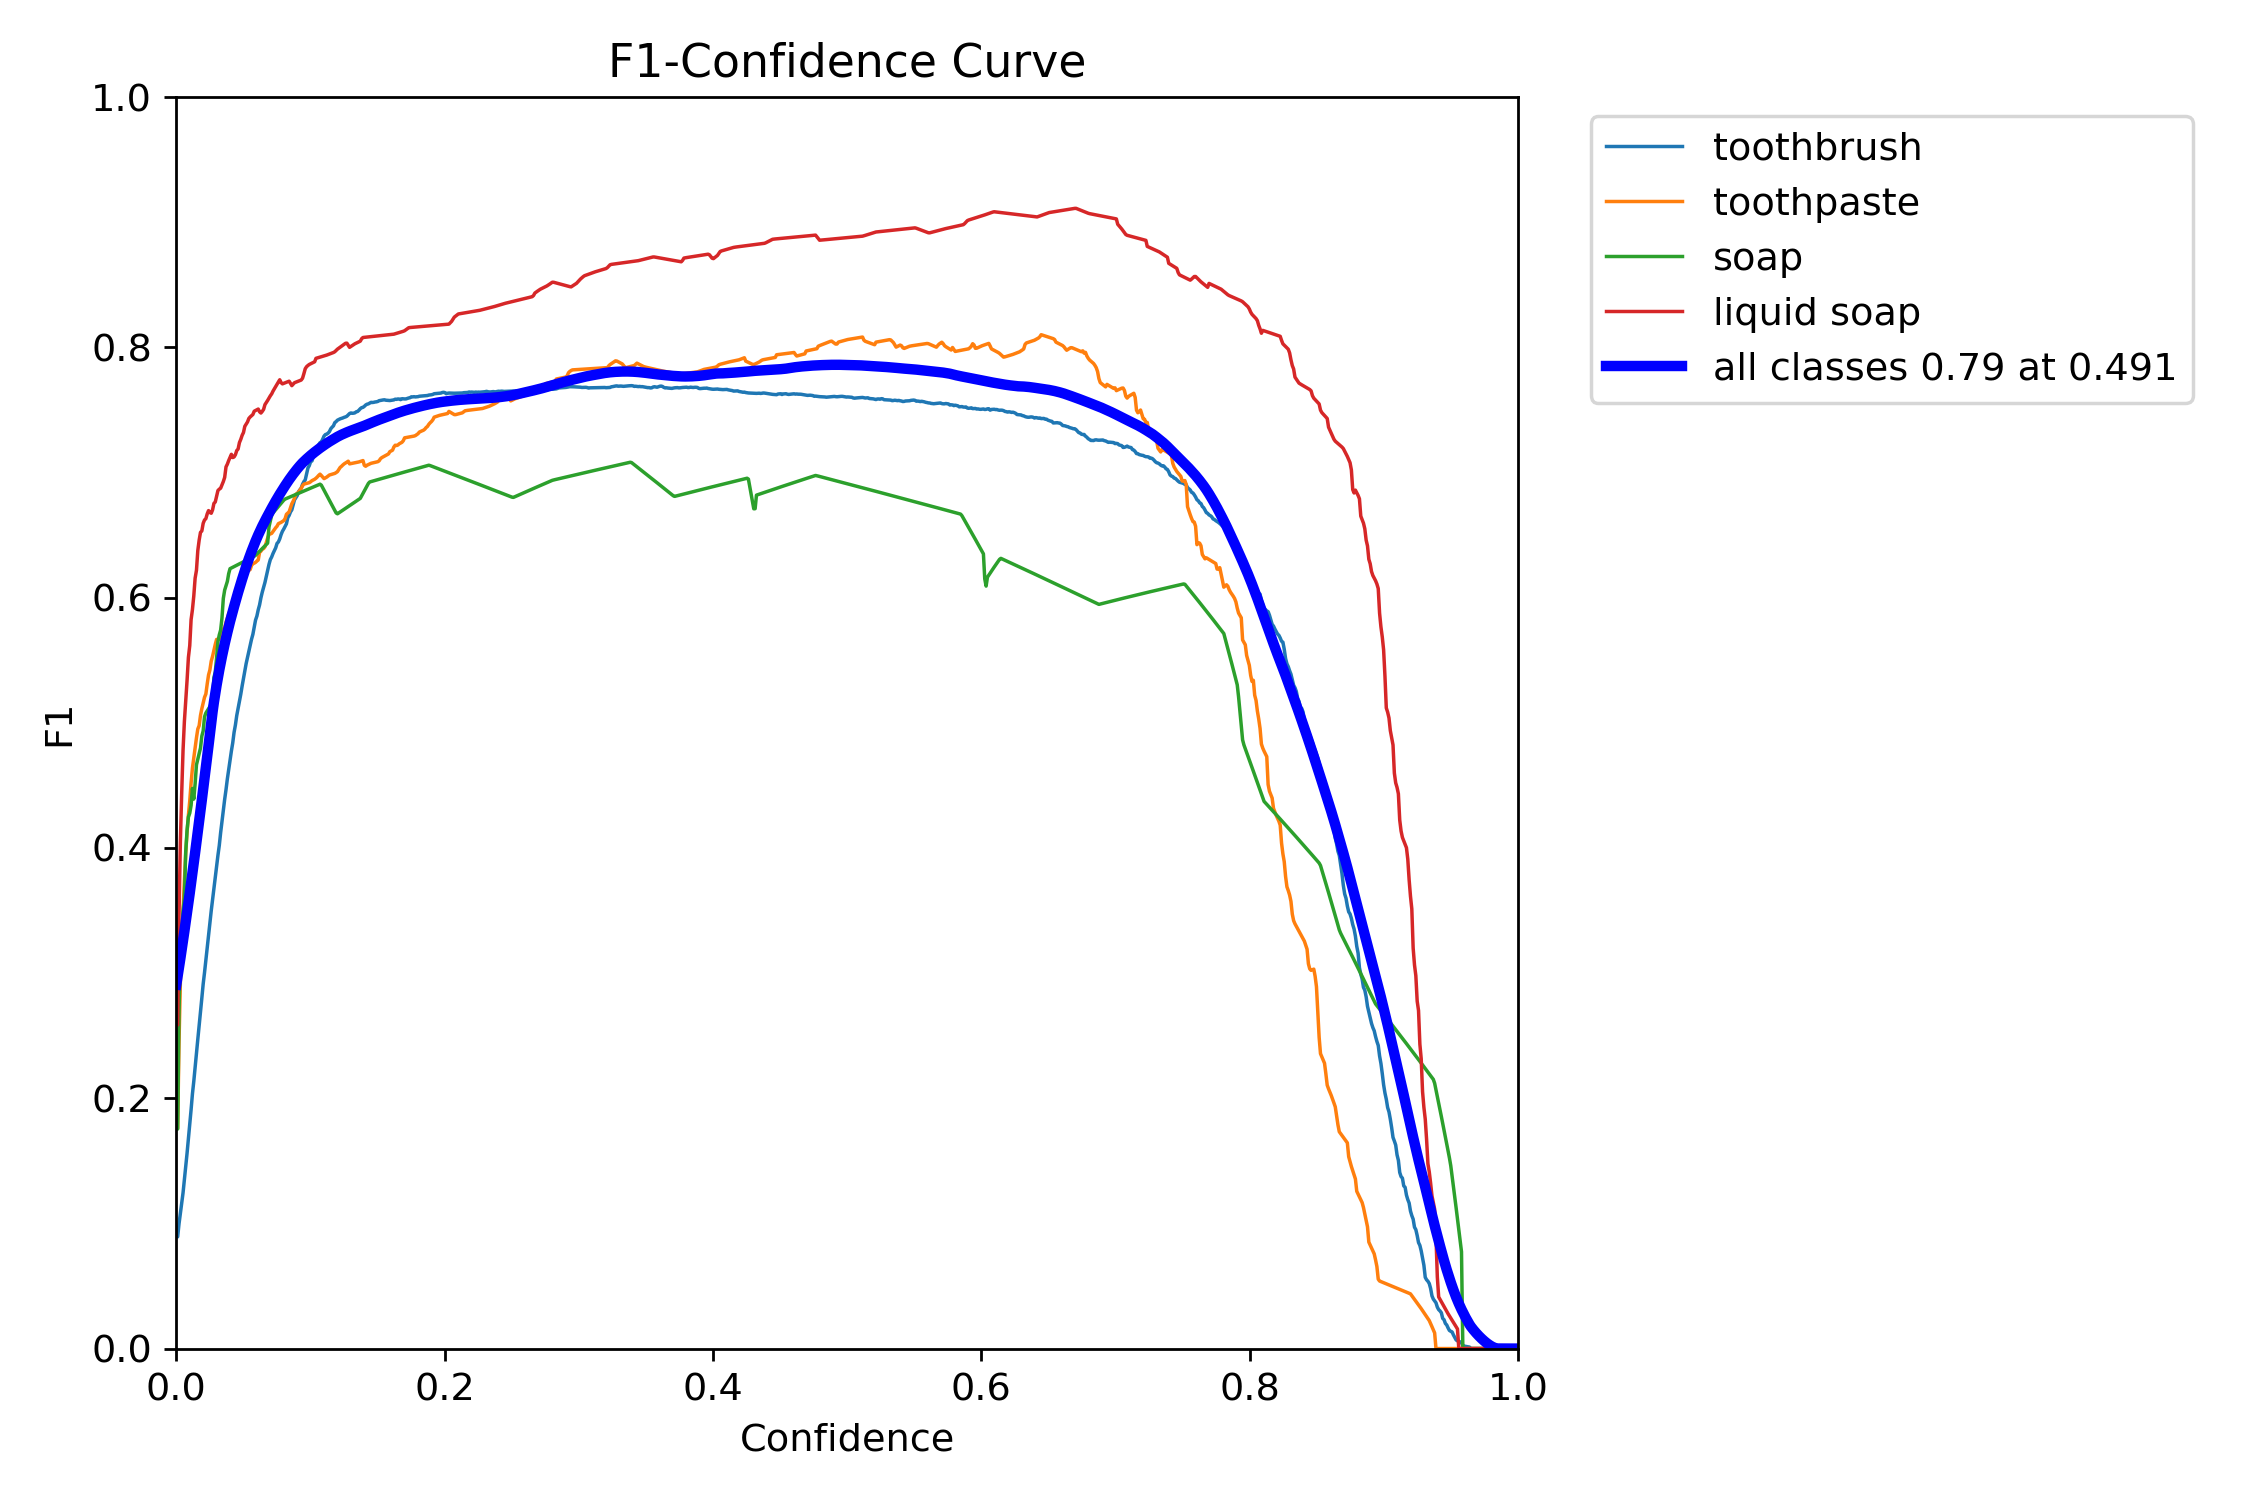 F1-Confidence Curve
1.0
0.8
0.6
0.4
0.2
0.0
F1
0.0 0.2 0.4 0.6 0.8 1.0
Confidence
toothbrush
toothpaste
soap
liquid soap
all classes 0.79 at 0.491